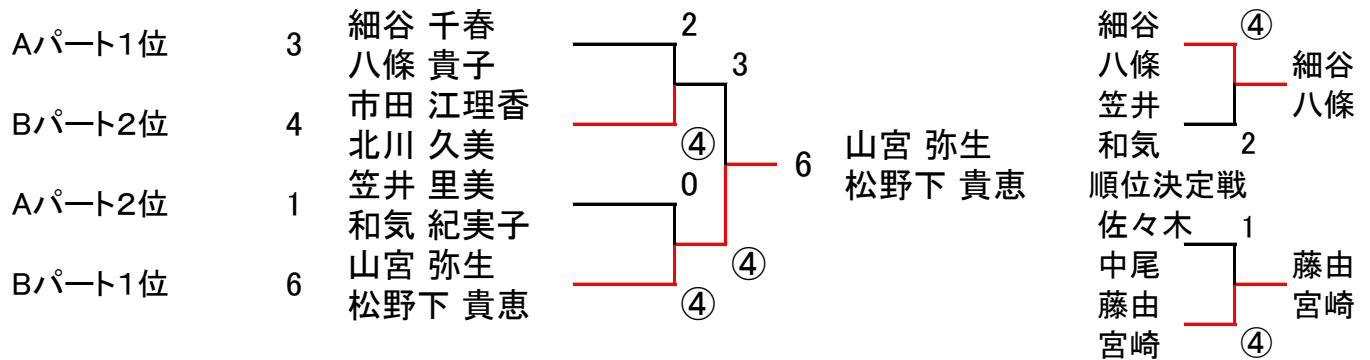 Aパート1位 3 細谷 千春 2
八條 貴子 3
Bパート2位 4 市田 江理香
北川 久美 ④
6 山宮 弥生
松野下 貴恵
Aパート2位 1 笠井 里美 0
和気 紀実子
Bパート1位 6 山宮 弥生 ④
松野下 貴恵 ④
細谷 ④
八條 細谷
笠井 八條
和気 2
順位決定戦
佐々木 1
中尾 藤由
藤由 宮崎
宮崎 ④